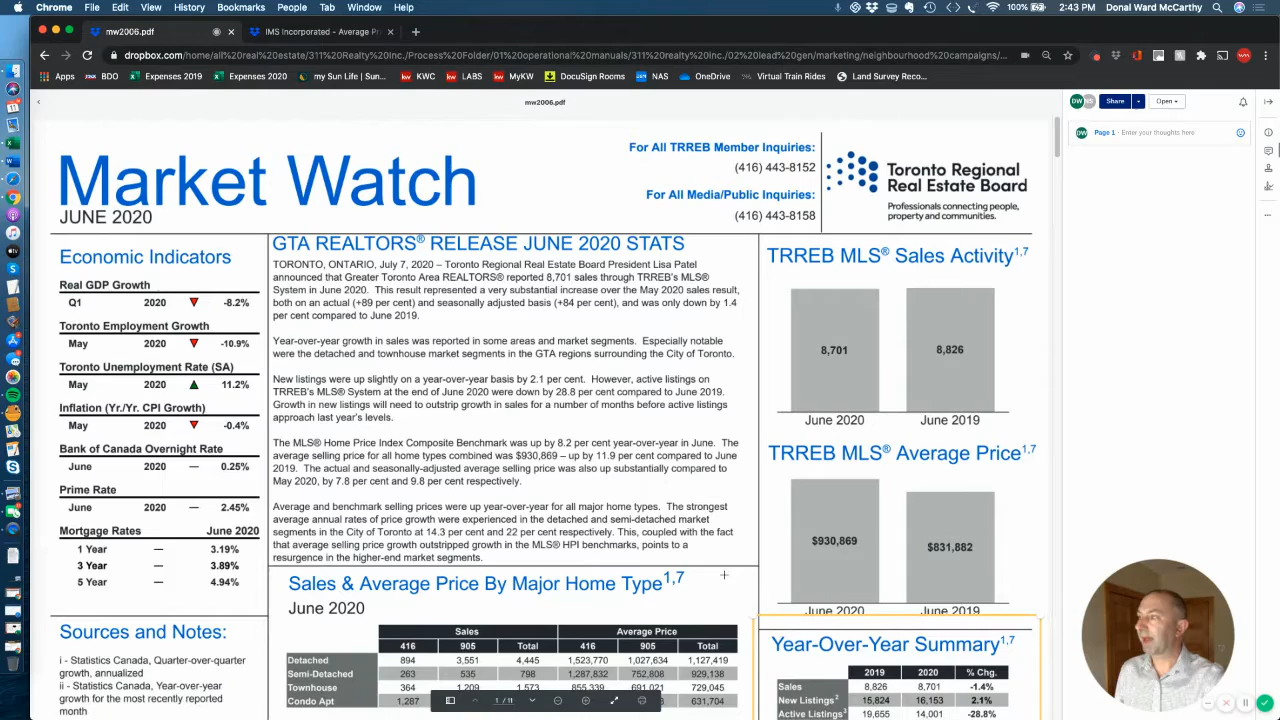 Chrome File Edit View History Bookmarks People Tab Window Help
100% Tue 2:43 PM Donal Ward McCarthy
mw2006.pdf
IMS Incorporated - Average Pr
dropbox.com/home/all%20real%20estate/311%20realty%20inc./Process%20Folder/01%20operational%20manuals/311realty%20inc./02%20lead%20gen/marketing/neighbourhood%20campaigns/...
Apps BDO Expenses 2019 Expenses 2020 my Sun Life | Sun... KWC LABS MyKW DocuSign Rooms NAS OneDrive Virtual Train Rides Land Survey Reco...
mw2006.pdf
DW NS Share Open
DW Page 1 - Enter your thoughts here
Market Watch
JUNE 2020
For All TRREB Member Inquiries:
(416) 443-8152
For All Media/Public Inquiries:
(416) 443-8158
Toronto Regional
Real Estate Board
Professionals connecting people,
property and communities.
Economic Indicators
Real GDP Growth
Q1 2020 ▼ -8.2%
Toronto Employment Growth
May 2020 ▼ -10.9%
Toronto Unemployment Rate (SA)
May 2020 ▲ 11.2%
Inflation (Yr./Yr. CPI Growth)
May 2020 ▼ -0.4%
Bank of Canada Overnight Rate
June 2020 — 0.25%
Prime Rate
June 2020 — 2.45%
Mortgage Rates June 2020
1 Year — 3.19%
3 Year — 3.89%
5 Year — 4.94%
Sources and Notes:
i - Statistics Canada, Quarter-over-quarter
growth, annualized
ii - Statistics Canada, Year-over-year
growth for the most recently reported
month
GTA REALTORS® RELEASE JUNE 2020 STATS
TORONTO, ONTARIO, July 7, 2020 – Toronto Regional Real Estate Board President Lisa Patel
announced that Greater Toronto Area REALTORS® reported 8,701 sales through TRREB's MLS®
System in June 2020. This result represented a very substantial increase over the May 2020 sales result,
both on an actual (+89 per cent) and seasonally adjusted basis (+84 per cent), and was only down by 1.4
per cent compared to June 2019.
Year-over-year growth in sales was reported in some areas and market segments. Especially notable
were the detached and townhouse market segments in the GTA regions surrounding the City of Toronto.
New listings were up slightly on a year-over-year basis by 2.1 per cent. However, active listings on
TRREB's MLS® System at the end of June 2020 were down by 28.8 per cent compared to June 2019.
Growth in new listings will need to outstrip growth in sales for a number of months before active listings
approach last year's levels.
The MLS® Home Price Index Composite Benchmark was up by 8.2 per cent year-over-year in June. The
average selling price for all home types combined was $930,869 – up by 11.9 per cent compared to June
2019. The actual and seasonally-adjusted average selling price was also up substantially compared to
May 2020, by 7.8 per cent and 9.8 per cent respectively.
Average and benchmark selling prices were up year-over-year for all major home types. The strongest
average annual rates of price growth were experienced in the detached and semi-detached market
segments in the City of Toronto at 14.3 per cent and 22 per cent respectively. This, coupled with the fact
that average selling price growth outstripped growth in the MLS® HPI benchmarks, points to a
resurgence in the higher-end market segments.
Sales & Average Price By Major Home Type1,7
June 2020
Sales Average Price
416 905 Total 416 905 Total
Detached 894 3,551 4,445 1,523,770 1,027,634 1,127,419
Semi-Detached 263 535 798 1,287,832 752,808 929,138
Townhouse 364 1,209 1,573 855,339 691,021 729,045
Condo Apt 1,287 631,704
1 / 11
TRREB MLS® Sales Activity1,7
8,701 8,826
June 2020 June 2019
TRREB MLS® Average Price1,7
$930,869 $831,882
June 2020 June 2019
Year-Over-Year Summary1,7
2019 2020 % Chg.
Sales 8,826 8,701 -1.4%
New Listings2 15,824 16,153 2.1%
Active Listings3 19,655 14,001 -28.8%